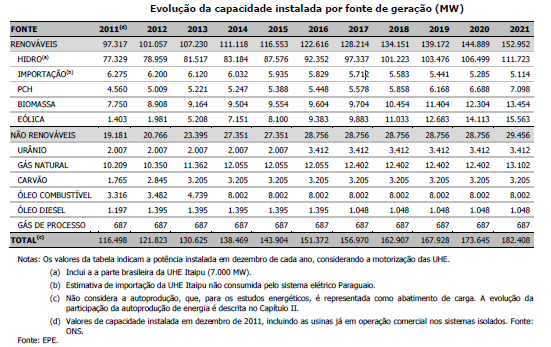 Evolução da capacidade instalada por fonte de geração (MW)
FONTE 2011(d) 2012 2013 2014 2015 2016 2017 2018 2019 2020 2021
RENOVÁVEIS 97.317 101.057 107.230 111.118 116.553 122.616 128.214 134.151 139.172 144.889 152.952
HIDRO(a) 77.329 78.959 81.517 83.184 87.576 92.352 97.337 101.223 103.476 106.499 111.723
IMPORTAÇÃO(b) 6.275 6.200 6.120 6.032 5.935 5.829 5.712 5.583 5.441 5.285 5.114
PCH 4.560 5.009 5.221 5.247 5.388 5.448 5.578 5.858 6.168 6.688 7.098
BIOMASSA 7.750 8.908 9.164 9.504 9.554 9.604 9.704 10.454 11.404 12.304 13.454
EÓLICA 1.403 1.981 5.208 7.151 8.100 9.383 9.883 11.033 12.683 14.113 15.563
NÃO RENOVÁVEIS 19.181 20.766 23.395 27.351 27.351 28.756 28.756 28.756 28.756 28.756 29.456
URÂNIO 2.007 2.007 2.007 2.007 2.007 3.412 3.412 3.412 3.412 3.412 3.412
GÁS NATURAL 10.209 10.350 11.362 12.055 12.055 12.055 12.402 12.402 12.402 12.402 13.102
CARVÃO 1.765 2.845 3.205 3.205 3.205 3.205 3.205 3.205 3.205 3.205 3.205
ÓLEO COMBUSTÍVEL 3.316 3.482 4.739 8.002 8.002 8.002 8.002 8.002 8.002 8.002 8.002
ÓLEO DIESEL 1.197 1.395 1.395 1.395 1.395 1.395 1.048 1.048 1.048 1.048 1.048
GÁS DE PROCESSO 687 687 687 687 687 687 687 687 687 687 687
TOTAL(c) 116.498 121.823 130.625 138.469 143.904 151.372 156.970 162.907 167.928 173.645 182.408
Notas: Os valores da tabela indicam a potência instalada em dezembro de cada ano, considerando a motorização das UHE.
(a) Inclui a a parte brasileira da UHE Itaipu (7.000 MW).
(b) Estimativa de importação da UHE Itaipu não consumida pelo sistema elétrico Paraguaio.
(c) Não considera a autoprodução, que, para os estudos energéticos, é representada como abatimento de carga. A evolução da
participação da autoprodução de energia é descrita no Capítulo II.
(d) Valores de capacidade instalada em dezembro de 2011, incluindo as usinas já em operação comercial nos sistemas isolados. Fonte:
ONS.
Fonte: EPE.